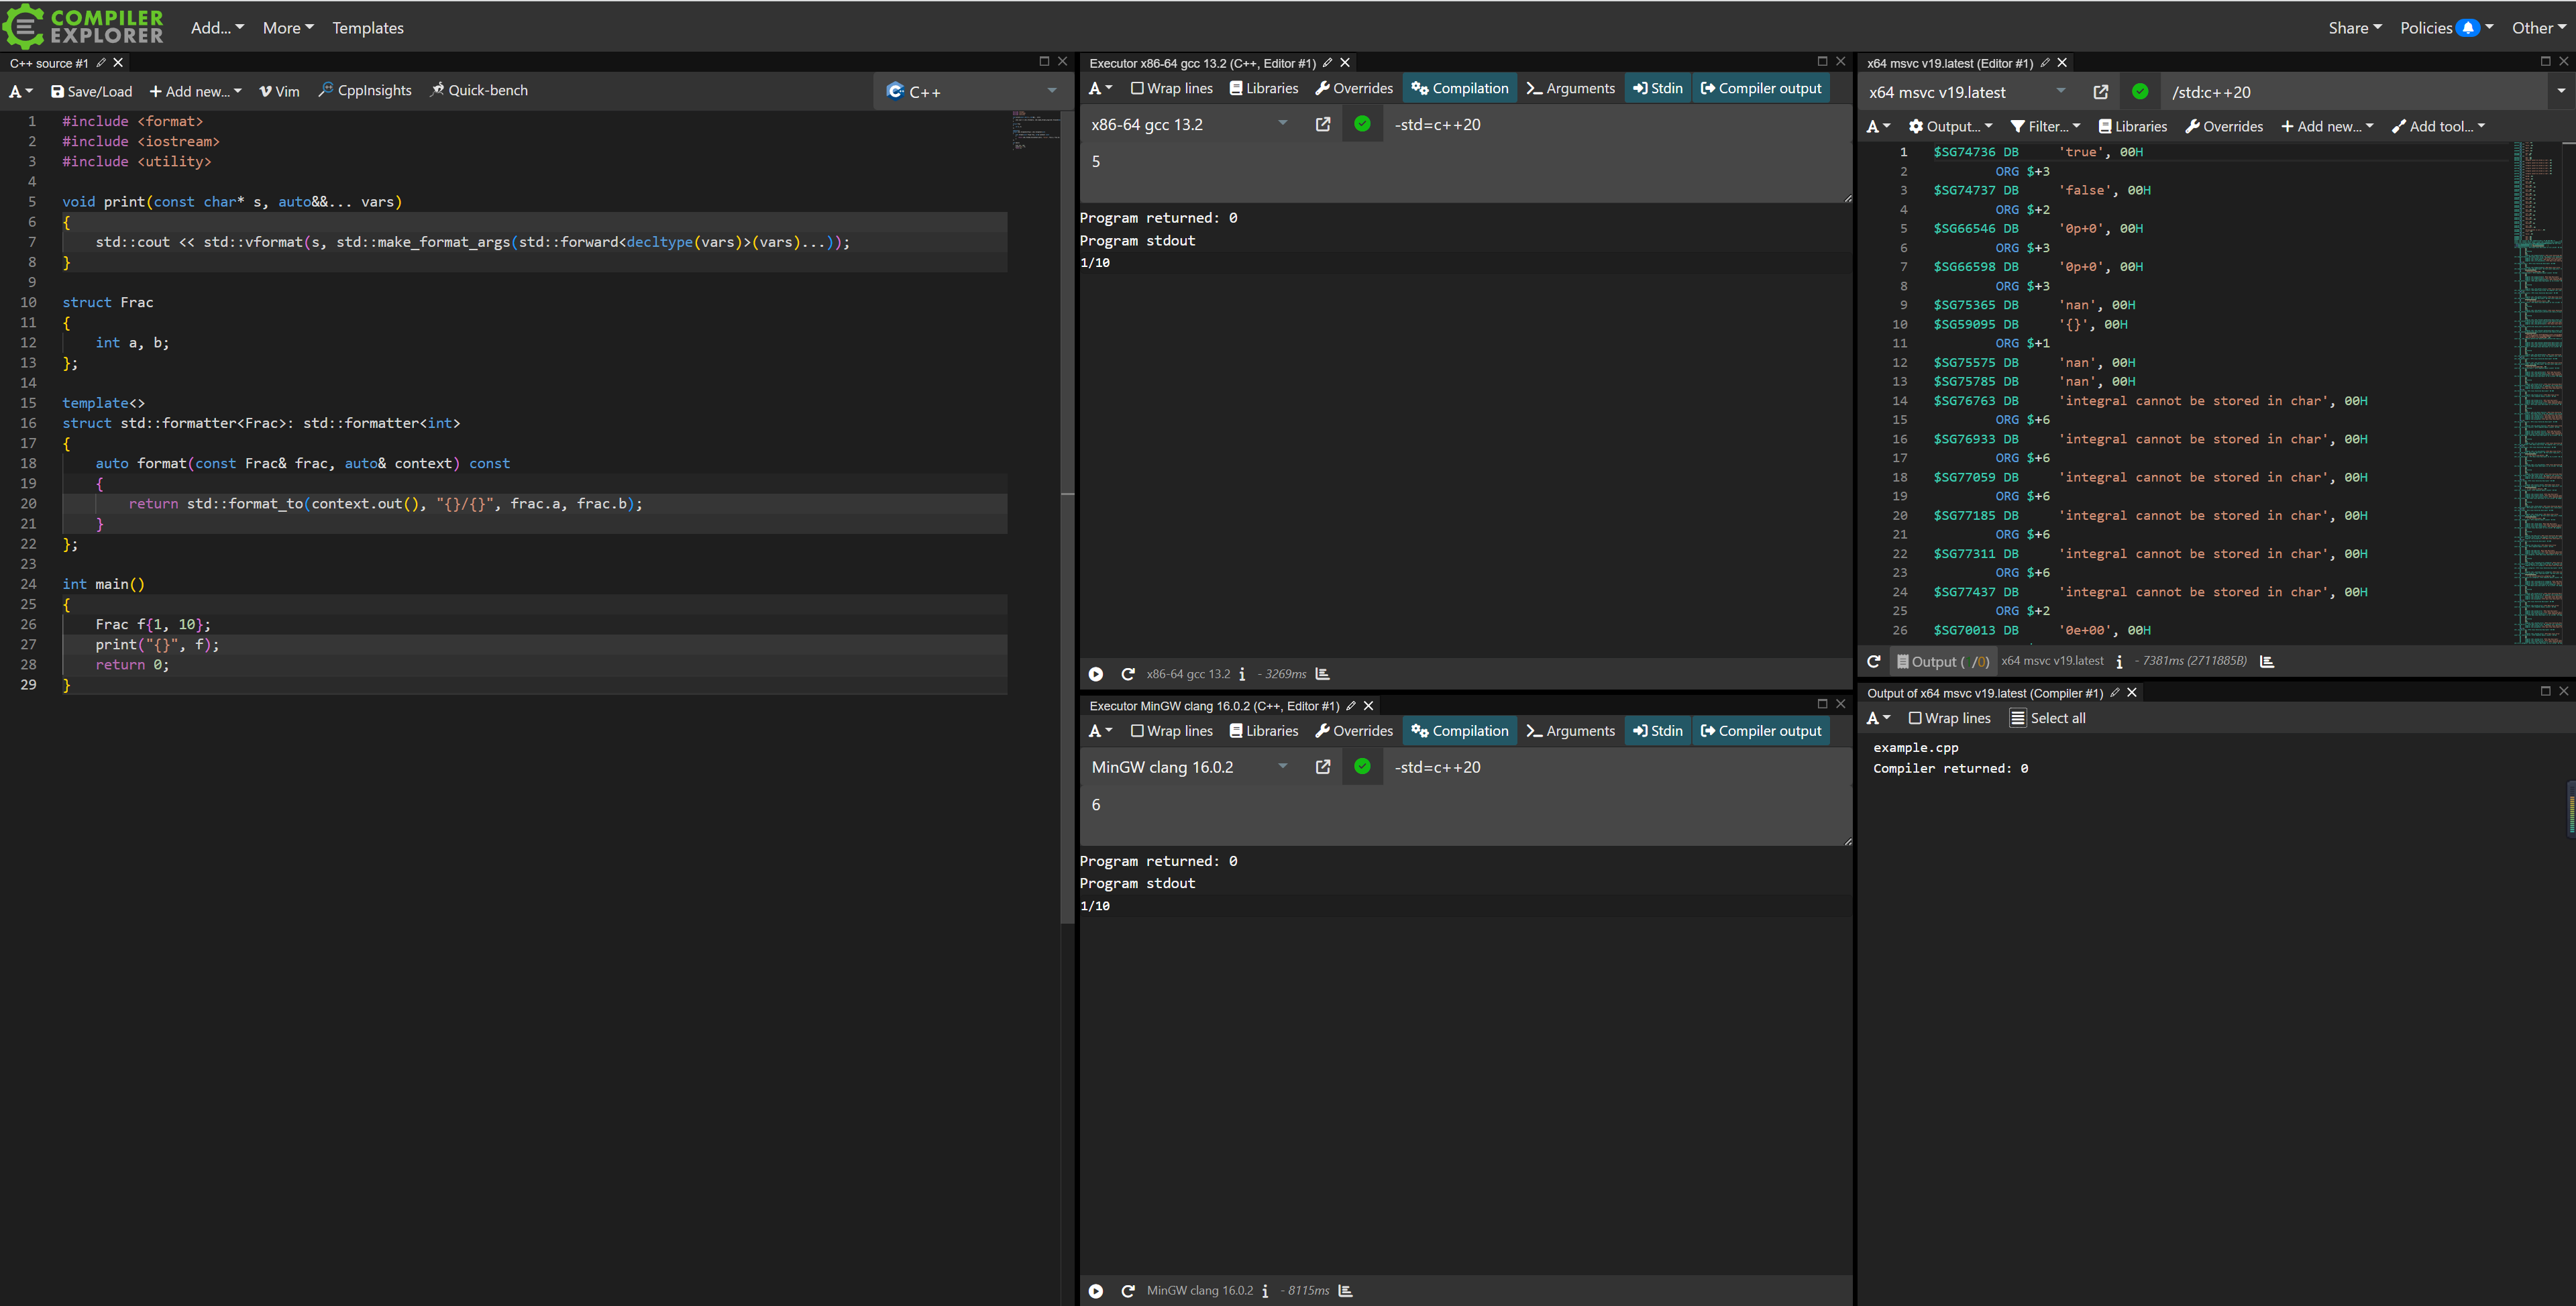 COMPILER
EXPLORER
Add... More Templates
Share Policies Other
C++ source #1
A Save/Load + Add new... Vim CppInsights Quick-bench
C++
1 #include <format>
2 #include <iostream>
3 #include <utility>
4
5 void print(const char* s, auto&&... vars)
6 {
7 std::cout << std::vformat(s, std::make_format_args(std::forward<decltype(vars)>(vars)...));
8 }
9
10 struct Frac
11 {
12 int a, b;
13 };
14
15 template<>
16 struct std::formatter<Frac>: std::formatter<int>
17 {
18 auto format(const Frac& frac, auto& context) const
19 {
20 return std::format_to(context.out(), "{}/{}", frac.a, frac.b);
21 }
22 };
23
24 int main()
25 {
26 Frac f{1, 10};
27 print("{}", f);
28 return 0;
29 }
Executor x86-64 gcc 13.2 (C++, Editor #1)
A Wrap lines Libraries Overrides Compilation Arguments Stdin Compiler output
x86-64 gcc 13.2 -std=c++20
5
Program returned: 0
Program stdout
1/10
x86-64 gcc 13.2 i - 3269ms
Executor MinGW clang 16.0.2 (C++, Editor #1)
A Wrap lines Libraries Overrides Compilation Arguments Stdin Compiler output
MinGW clang 16.0.2 -std=c++20
6
Program returned: 0
Program stdout
1/10
MinGW clang 16.0.2 i - 8115ms
x64 msvc v19.latest (Editor #1)
x64 msvc v19.latest /std:c++20
A Output... Filter... Libraries Overrides + Add new... Add tool...
1 $SG74736 DB 'true', 00H
2 ORG $+3
3 $SG74737 DB 'false', 00H
4 ORG $+2
5 $SG66546 DB '0p+0', 00H
6 ORG $+3
7 $SG66598 DB '0p+0', 00H
8 ORG $+3
9 $SG75365 DB 'nan', 00H
10 $SG59095 DB '{}', 00H
11 ORG $+1
12 $SG75575 DB 'nan', 00H
13 $SG75785 DB 'nan', 00H
14 $SG76763 DB 'integral cannot be stored in char', 00H
15 ORG $+6
16 $SG76933 DB 'integral cannot be stored in char', 00H
17 ORG $+6
18 $SG77059 DB 'integral cannot be stored in char', 00H
19 ORG $+6
20 $SG77185 DB 'integral cannot be stored in char', 00H
21 ORG $+6
22 $SG77311 DB 'integral cannot be stored in char', 00H
23 ORG $+6
24 $SG77437 DB 'integral cannot be stored in char', 00H
25 ORG $+2
26 $SG70013 DB '0e+00', 00H
Output ( /0) x64 msvc v19.latest i - 7381ms (2711885B)
Output of x64 msvc v19.latest (Compiler #1)
A Wrap lines Select all
example.cpp
Compiler returned: 0